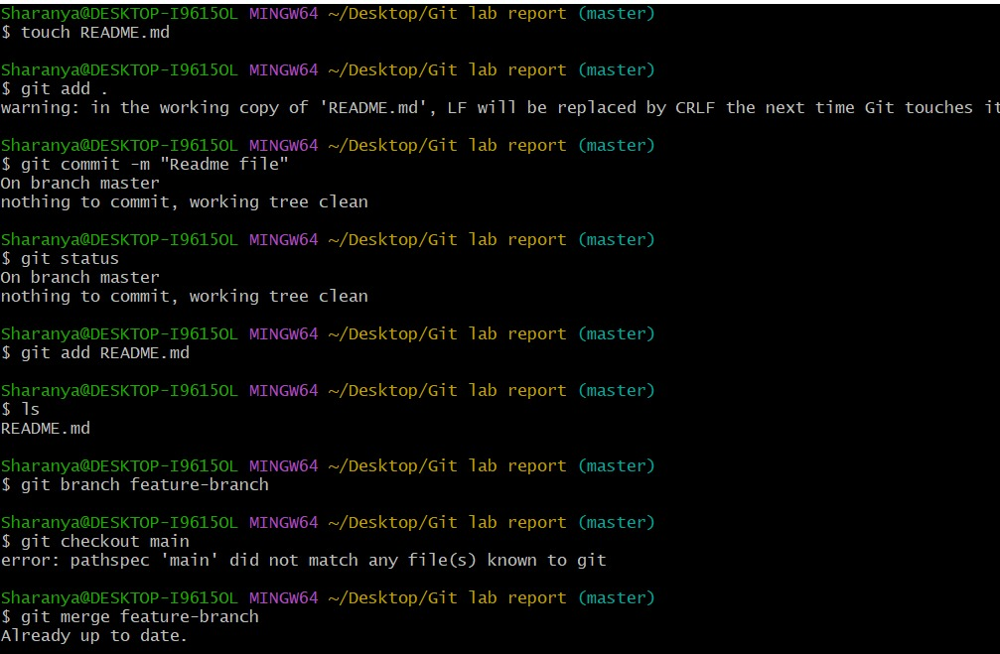 Sharanya@DESKTOP-I9615OL MINGW64 ~/Desktop/Git lab report (master)
$ touch README.md
Sharanya@DESKTOP-I9615OL MINGW64 ~/Desktop/Git lab report (master)
$ git add .
warning: in the working copy of 'README.md', LF will be replaced by CRLF the next time Git touches it
Sharanya@DESKTOP-I9615OL MINGW64 ~/Desktop/Git lab report (master)
$ git commit -m "Readme file"
On branch master
nothing to commit, working tree clean
Sharanya@DESKTOP-I9615OL MINGW64 ~/Desktop/Git lab report (master)
$ git status
On branch master
nothing to commit, working tree clean
Sharanya@DESKTOP-I9615OL MINGW64 ~/Desktop/Git lab report (master)
$ git add README.md
Sharanya@DESKTOP-I9615OL MINGW64 ~/Desktop/Git lab report (master)
$ ls
README.md
Sharanya@DESKTOP-I9615OL MINGW64 ~/Desktop/Git lab report (master)
$ git branch feature-branch
Sharanya@DESKTOP-I9615OL MINGW64 ~/Desktop/Git lab report (master)
$ git checkout main
error: pathspec 'main' did not match any file(s) known to git
Sharanya@DESKTOP-I9615OL MINGW64 ~/Desktop/Git lab report (master)
$ git merge feature-branch
Already up to date.